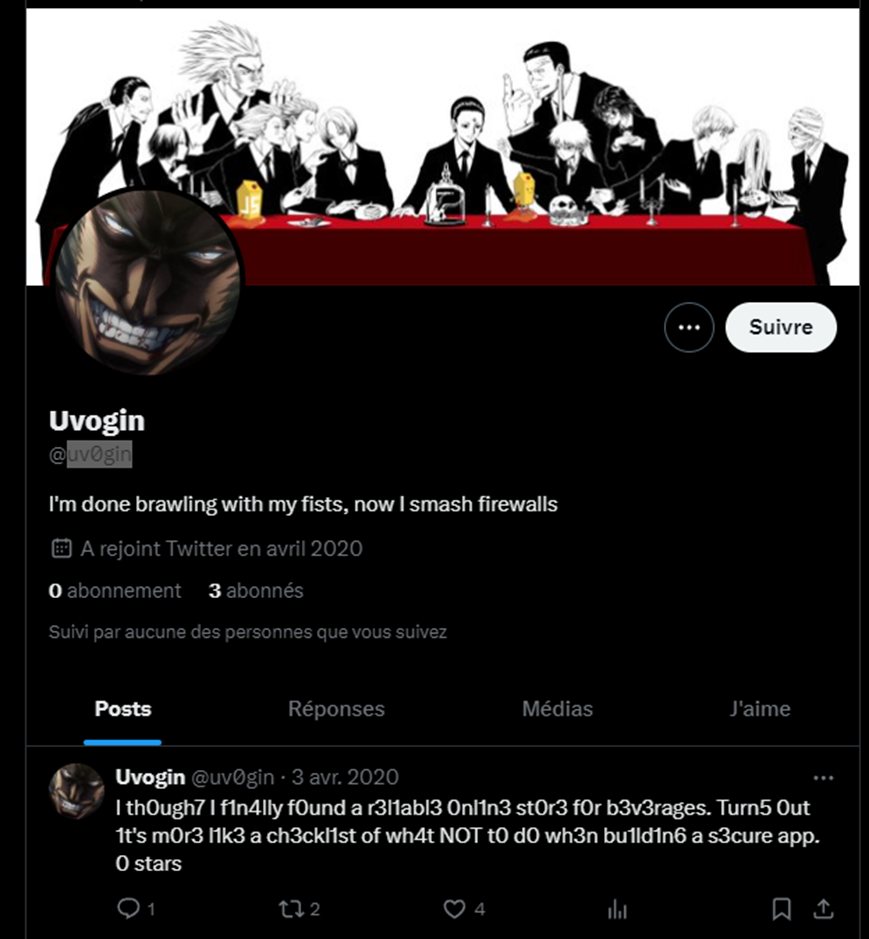 JS
Suivre
Uvogin
@uv0gin
I'm done brawling with my fists, now I smash firewalls
A rejoint Twitter en avril 2020
0 abonnement 3 abonnés
Suivi par aucune des personnes que vous suivez
Posts Réponses Médias J'aime
Uvogin @uv0gin · 3 avr. 2020
I th0ugh7 I f1n4lly f0und a r3l1abl3 0nl1n3 st0r3 f0r b3v3rages. Turn5 0ut
1t's m0r3 l1k3 a ch3ckl1st of wh4t NOT t0 d0 wh3n bu1ld1n6 a s3cure app.
0 stars
1 2 4